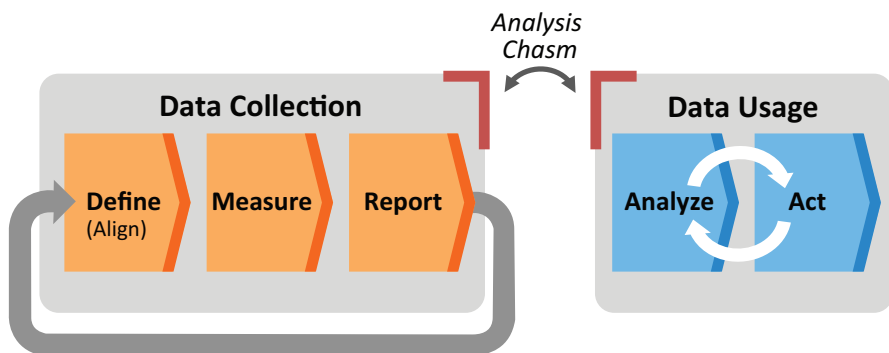 Analysis
Chasm
Data Collection
Define
(Align)
Measure
Report
Data Usage
Analyze
Act